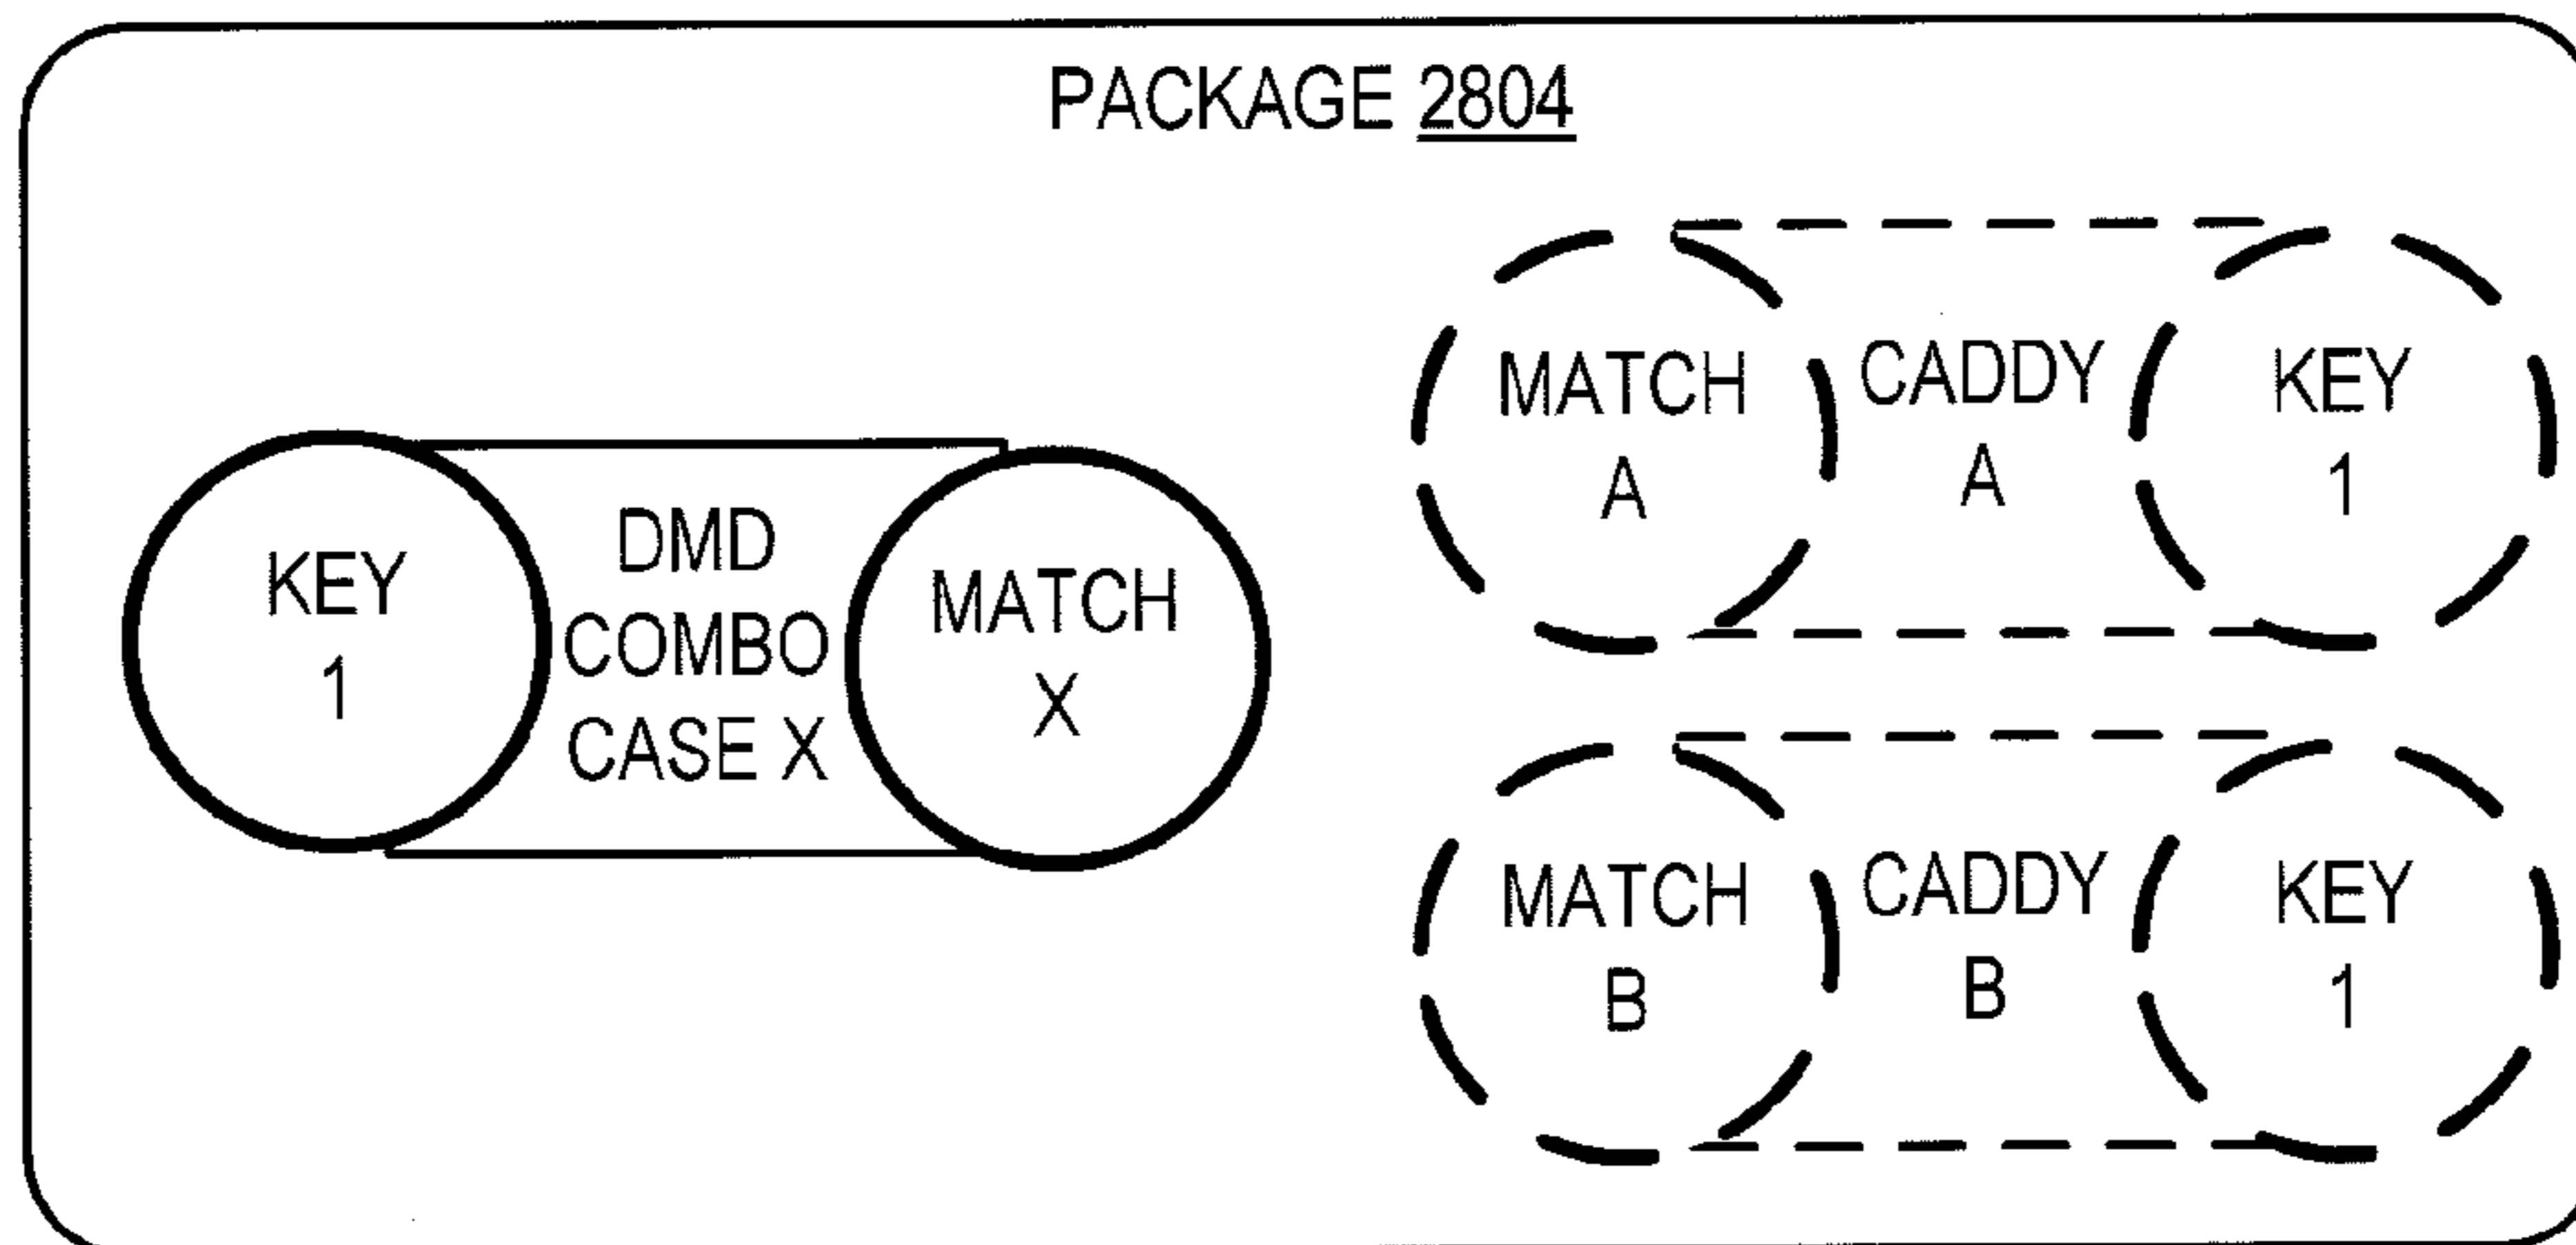 PACKAGE 2804
KEY
1
DMD
COMBO
CASE X
MATCH
X
MATCH
A
CADDY
A
KEY
1
MATCH
B
CADDY
B
KEY
1